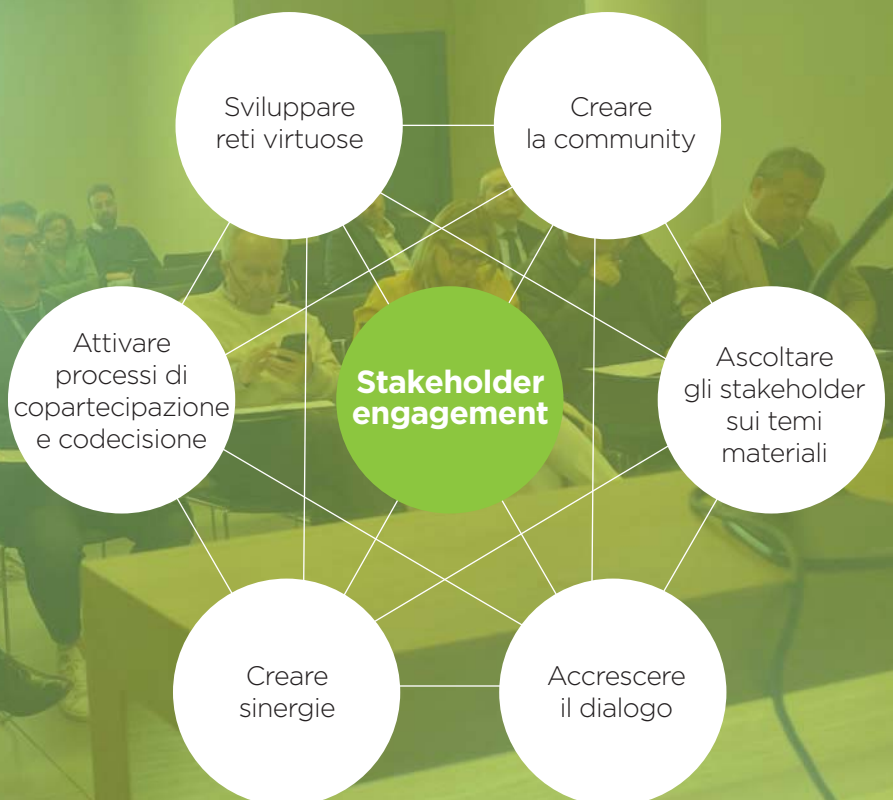 Sviluppare
reti virtuose
Creare
la community
Attivare
processi di
copartecipazione
e codecisione
Stakeholder
engagement
Ascoltare
gli stakeholder
sui temi
materiali
Creare
sinergie
Accrescere
il dialogo